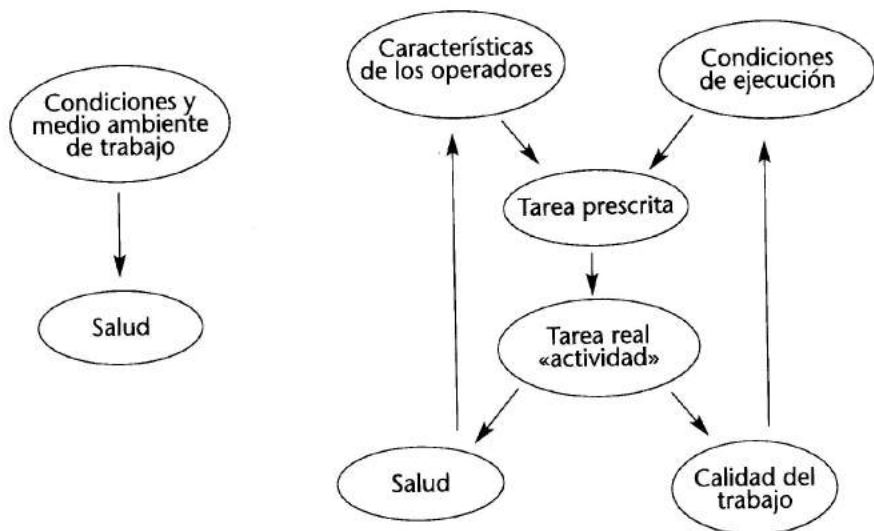 Condiciones y
medio ambiente
de trabajo
Salud
Características
de los operadores
Condiciones
de ejecución
Tarea prescrita
Tarea real
«actividad»
Salud
Calidad del
trabajo